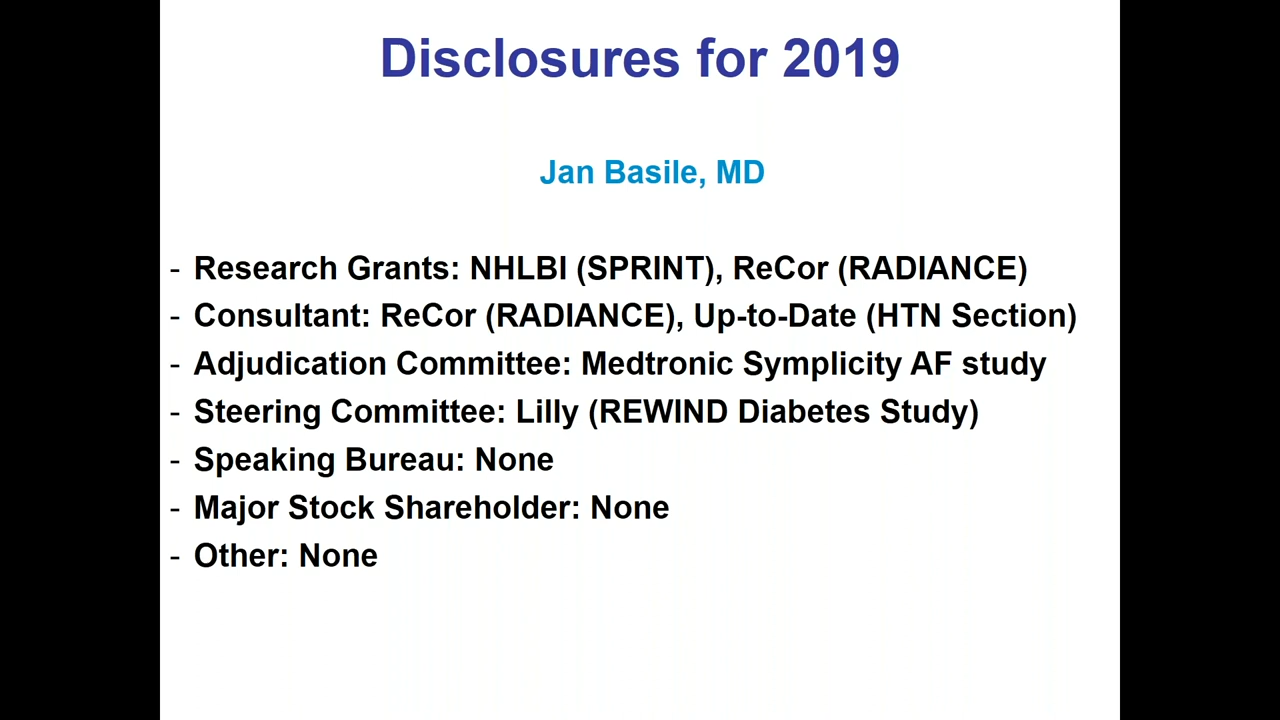 Disclosures for 2019
Jan Basile, MD
- Research Grants: NHLBI (SPRINT), ReCor (RADIANCE)
- Consultant: ReCor (RADIANCE), Up-to-Date (HTN Section)
- Adjudication Committee: Medtronic Symplicity AF study
- Steering Committee: Lilly (REWIND Diabetes Study)
- Speaking Bureau: None
- Major Stock Shareholder: None
- Other: None